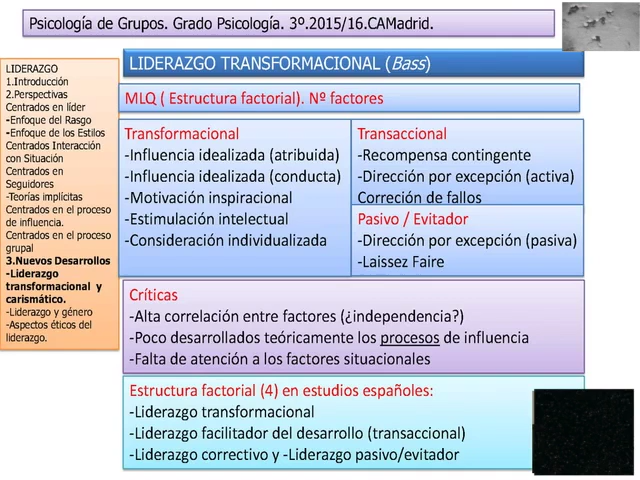 Psicología de Grupos. Grado Psicología. 3º.2015/16.CAMadrid.
LIDERAZGO
1.Introducción
2.Perspectivas
Centrados en líder
-Enfoque del Rasgo
-Enfoque de los Estilos
Centrados Interacción
con Situación
Centrados en
Seguidores
-Teorías implícitas
Centrados en el proceso
de influencia.
Centrados en el proceso
grupal
3.Nuevos Desarrollos
-Liderazgo
transformacional y
carismático.
-Liderazgo y género
-Aspectos éticos del
liderazgo.
LIDERAZGO TRANSFORMACIONAL (Bass)
MLQ ( Estructura factorial). Nº factores
Transformacional
-Influencia idealizada (atribuida)
-Influencia idealizada (conducta)
-Motivación inspiracional
-Estimulación intelectual
-Consideración individualizada
Transaccional
-Recompensa contingente
-Dirección por excepción (activa)
Correción de fallos
Pasivo / Evitador
-Dirección por excepción (pasiva)
-Laissez Faire
Críticas
-Alta correlación entre factores (¿independencia?)
-Poco desarrollados teóricamente los procesos de influencia
-Falta de atención a los factores situacionales
Estructura factorial (4) en estudios españoles:
-Liderazgo transformacional
-Liderazgo facilitador del desarrollo (transaccional)
-Liderazgo correctivo y -Liderazgo pasivo/evitador